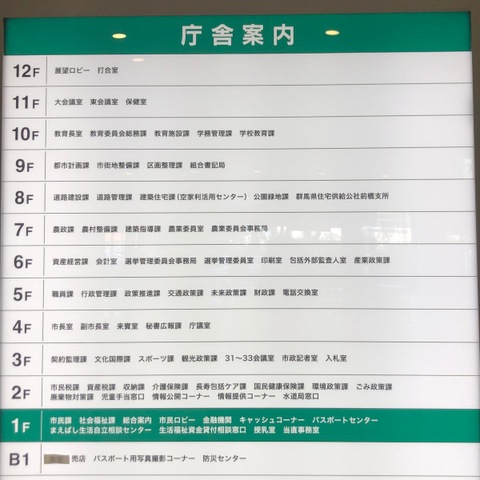 庁舎案内
12F 展望ロビー 打合室
11F 大会議室 東会議室 保健室
10F 教育長室 教育委員会総務課 教育施設課 学務管理課 学校教育課
9F 都市計画課 市街地整備課 区画整理課 組合書記局
8F 道路建設課 道路管理課 建築住宅課(空家利活用センター) 公園緑地課 群馬県住宅供給公社前橋支所
7F 農政課 農村整備課 建築指導課 農業委員室 農業委員会事務局
6F 資産経営課 会計室 選挙管理委員会事務局 選挙管理委員室 印刷室 包括外部監査人室 産業政策課
5F 職員課 行政管理課 政策推進課 交通政策課 未来政策課 財政課 電話交換室
4F 市長室 副市長室 来賓室 秘書広報課 庁議室
3F 契約監理課 文化国際課 スポーツ課 観光政策課 31〜33会議室 市政記者室 入札室
2F 市民税課 資産税課 収納課 介護保険課 長寿包括ケア課 国民健康保険課 環境政策課 ごみ政策課
廃棄物対策課 児童手当窓口 情報公開コーナー 情報提供コーナー 水道局窓口
1F 市民課 社会福祉課 総合案内 市民ロビー 金融機関 キャッシュコーナー パスポートセンター
まえばし生活自立相談センター 生活福祉資金貸付相談窓口 授乳室 当直事務室
B1 売店 パスポート用写真撮影コーナー 防災センター